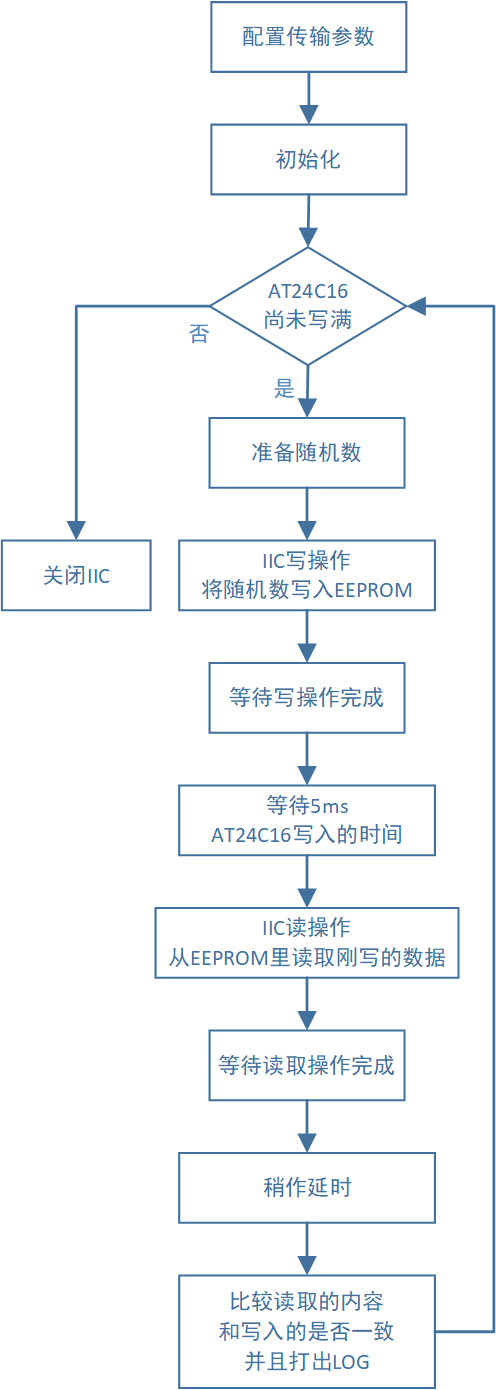 配置传输参数
初始化
AT24C16
尚未写满
否
是
准备随机数
关闭IIC
IIC写操作
将随机数写入EEPROM
等待写操作完成
等待5ms
AT24C16写入的时间
IIC读操作
从EEPROM里读取刚写的数据
等待读取操作完成
稍作延时
比较读取的内容
和写入的是否一致
并且打出LOG